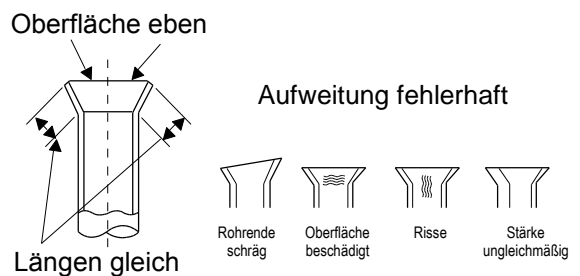 Oberfläche eben
Aufweitung fehlerhaft
Rohrende
schräg
Oberfläche
beschädigt
Risse
Stärke
ungleichmäßig
Längen gleich